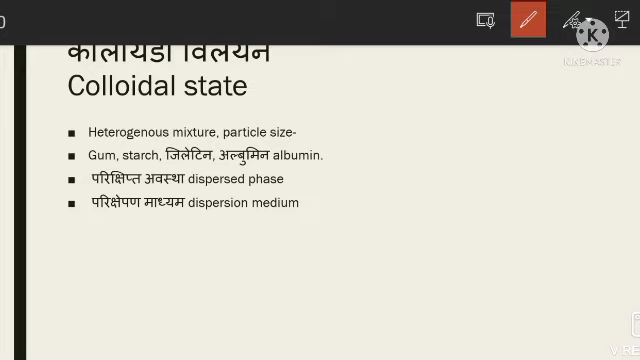 कोलायडी विलयन
Colloidal state
Heterogenous mixture, particle size-
Gum, starch, जिलेटिन, अल्बुमिन albumin.
परिक्षिप्त अवस्था dispersed phase
परिक्षेपण माध्यम dispersion medium
K
KINEMASTER